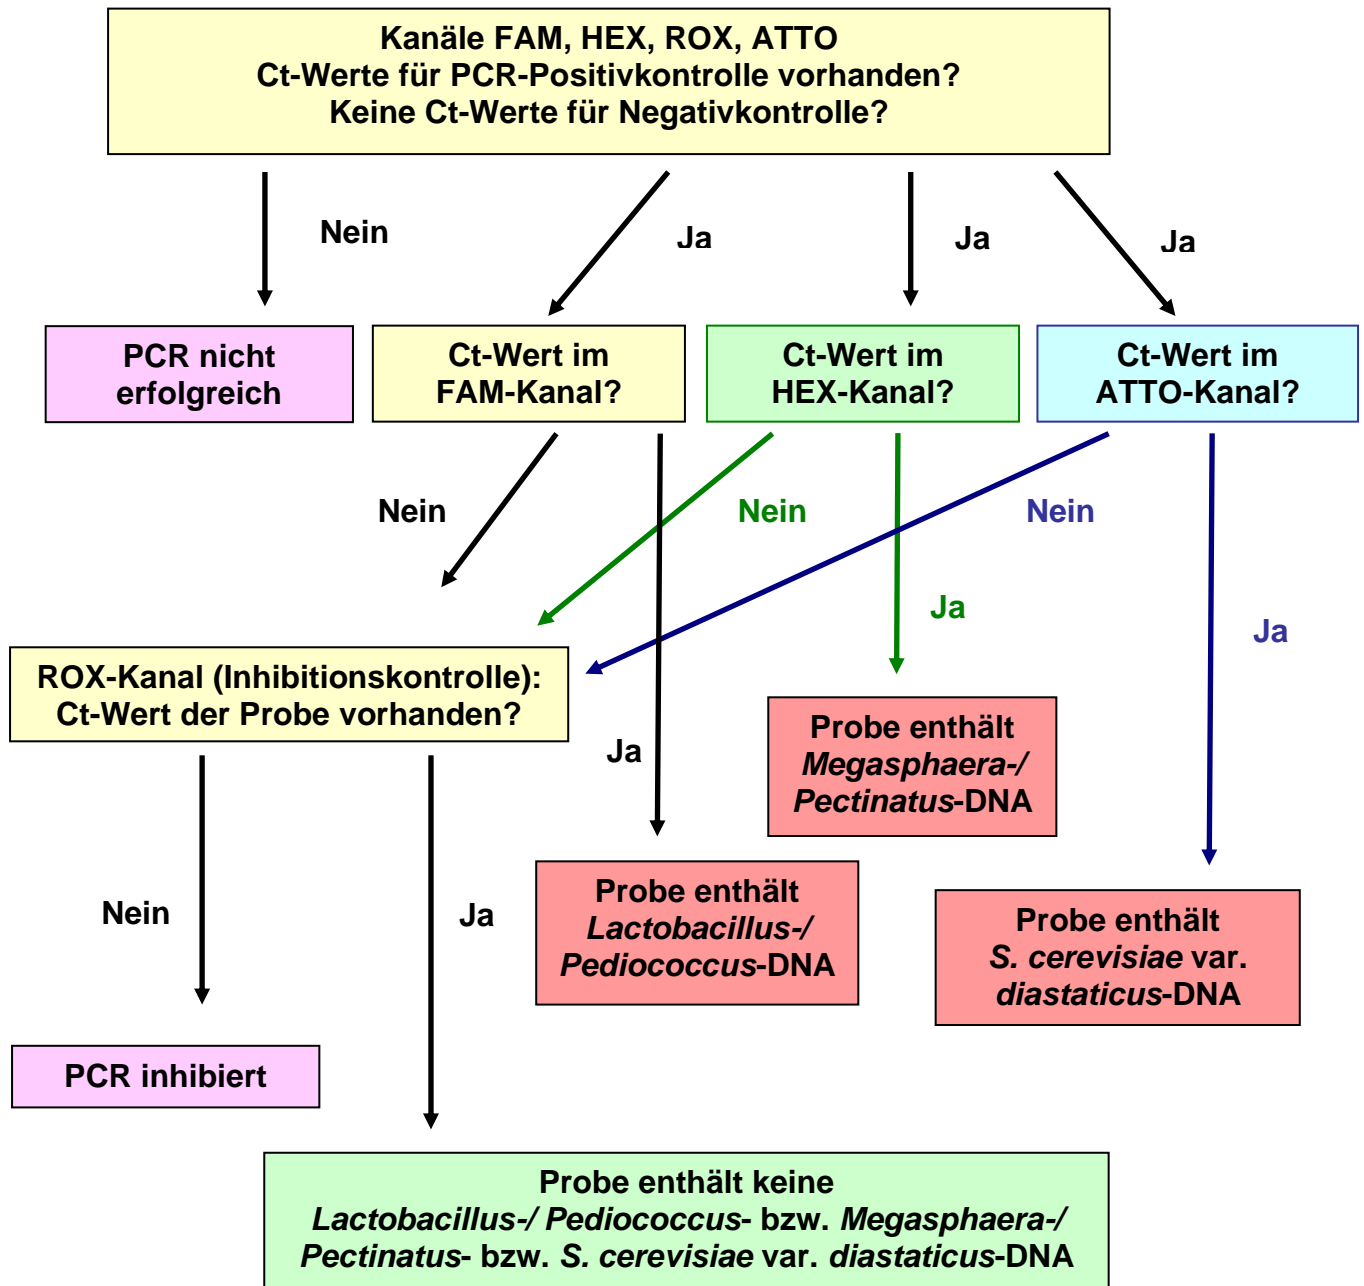 Kanäle FAM, HEX, ROX, ATTO
Ct-Werte für PCR-Positivkontrolle vorhanden?
Keine Ct-Werte für Negativkontrolle?
Nein
Ja
Ja
Ja
PCR nicht
erfolgreich
Ct-Wert im
FAM-Kanal?
Ct-Wert im
HEX-Kanal?
Ct-Wert im
ATTO-Kanal?
Nein
Nein
Nein
Ja
Ja
ROX-Kanal (Inhibitionskontrolle):
Ct-Wert der Probe vorhanden?
Ja
Probe enthält
Megasphaera-/
Pectinatus-DNA
Nein
Ja
Probe enthält
Lactobacillus-/
Pediococcus-DNA
Probe enthält
S. cerevisiae var.
diastaticus-DNA
PCR inhibiert
Probe enthält keine
Lactobacillus-/ Pediococcus- bzw. Megasphaera-/
Pectinatus- bzw. S. cerevisiae var. diastaticus-DNA